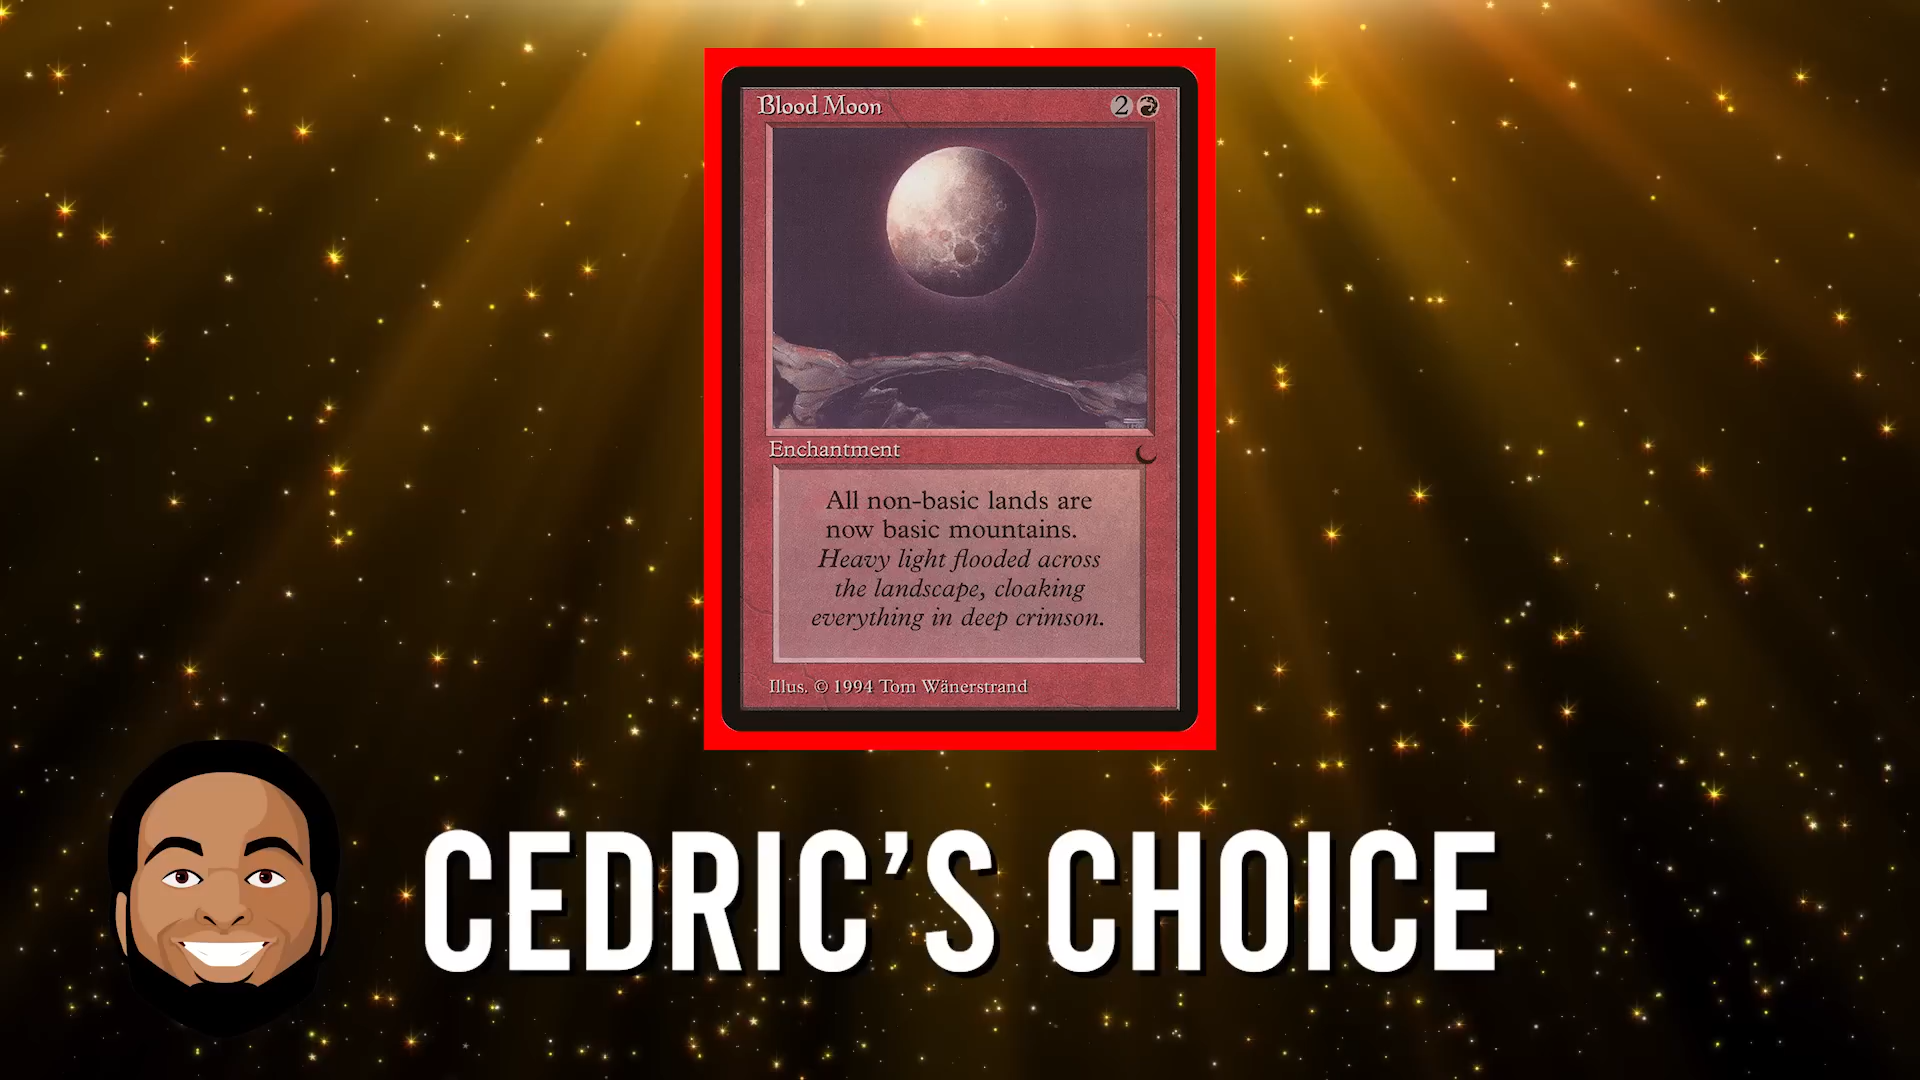 Blood Moon 2
Enchantment
All non-basic lands are
now basic mountains.
Heavy light flooded across
the landscape, cloaking
everything in deep crimson.
Illus. © 1994 Tom Wänerstrand
CEDRIC'S CHOICE